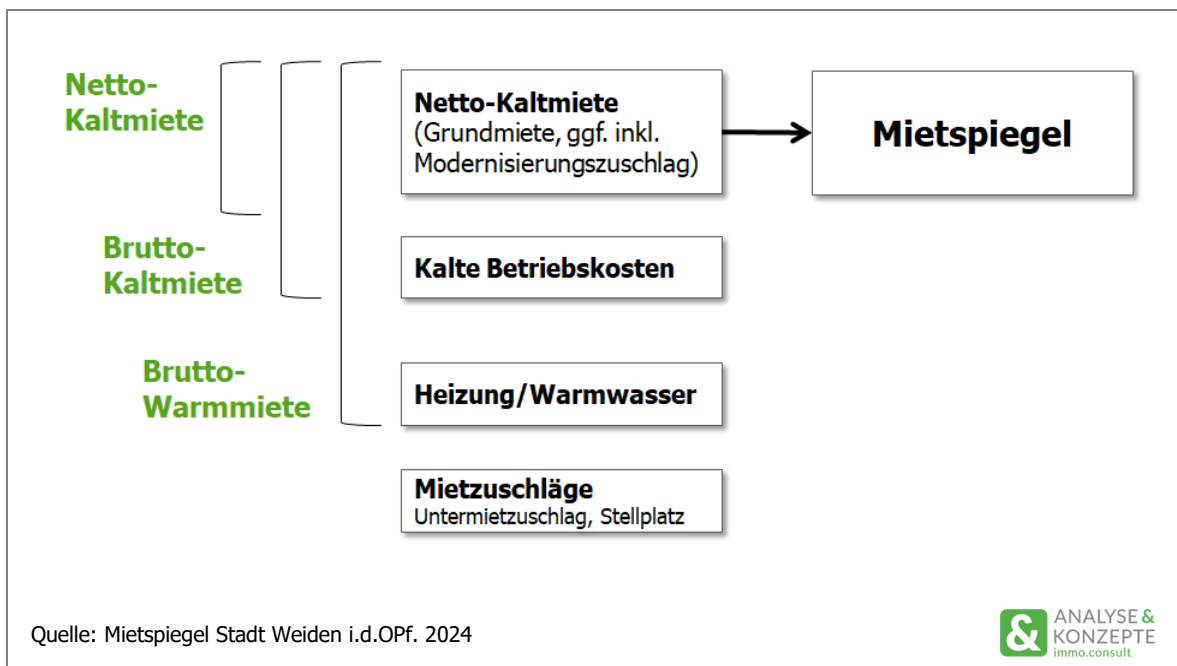 Netto-
Kaltmiete
Netto-Kaltmiete
(Grundmiete, ggf. inkl.
Modernisierungszuschlag)
Mietspiegel
Brutto-
Kaltmiete
Kalte Betriebskosten
Brutto-
Warmmiete
Heizung/Warmwasser
Mietzuschläge
Untermietzuschlag, Stellplatz
Quelle: Mietspiegel Stadt Weiden i.d.OPf. 2024
&
ANALYSE &
KONZEPTE
immo.consult